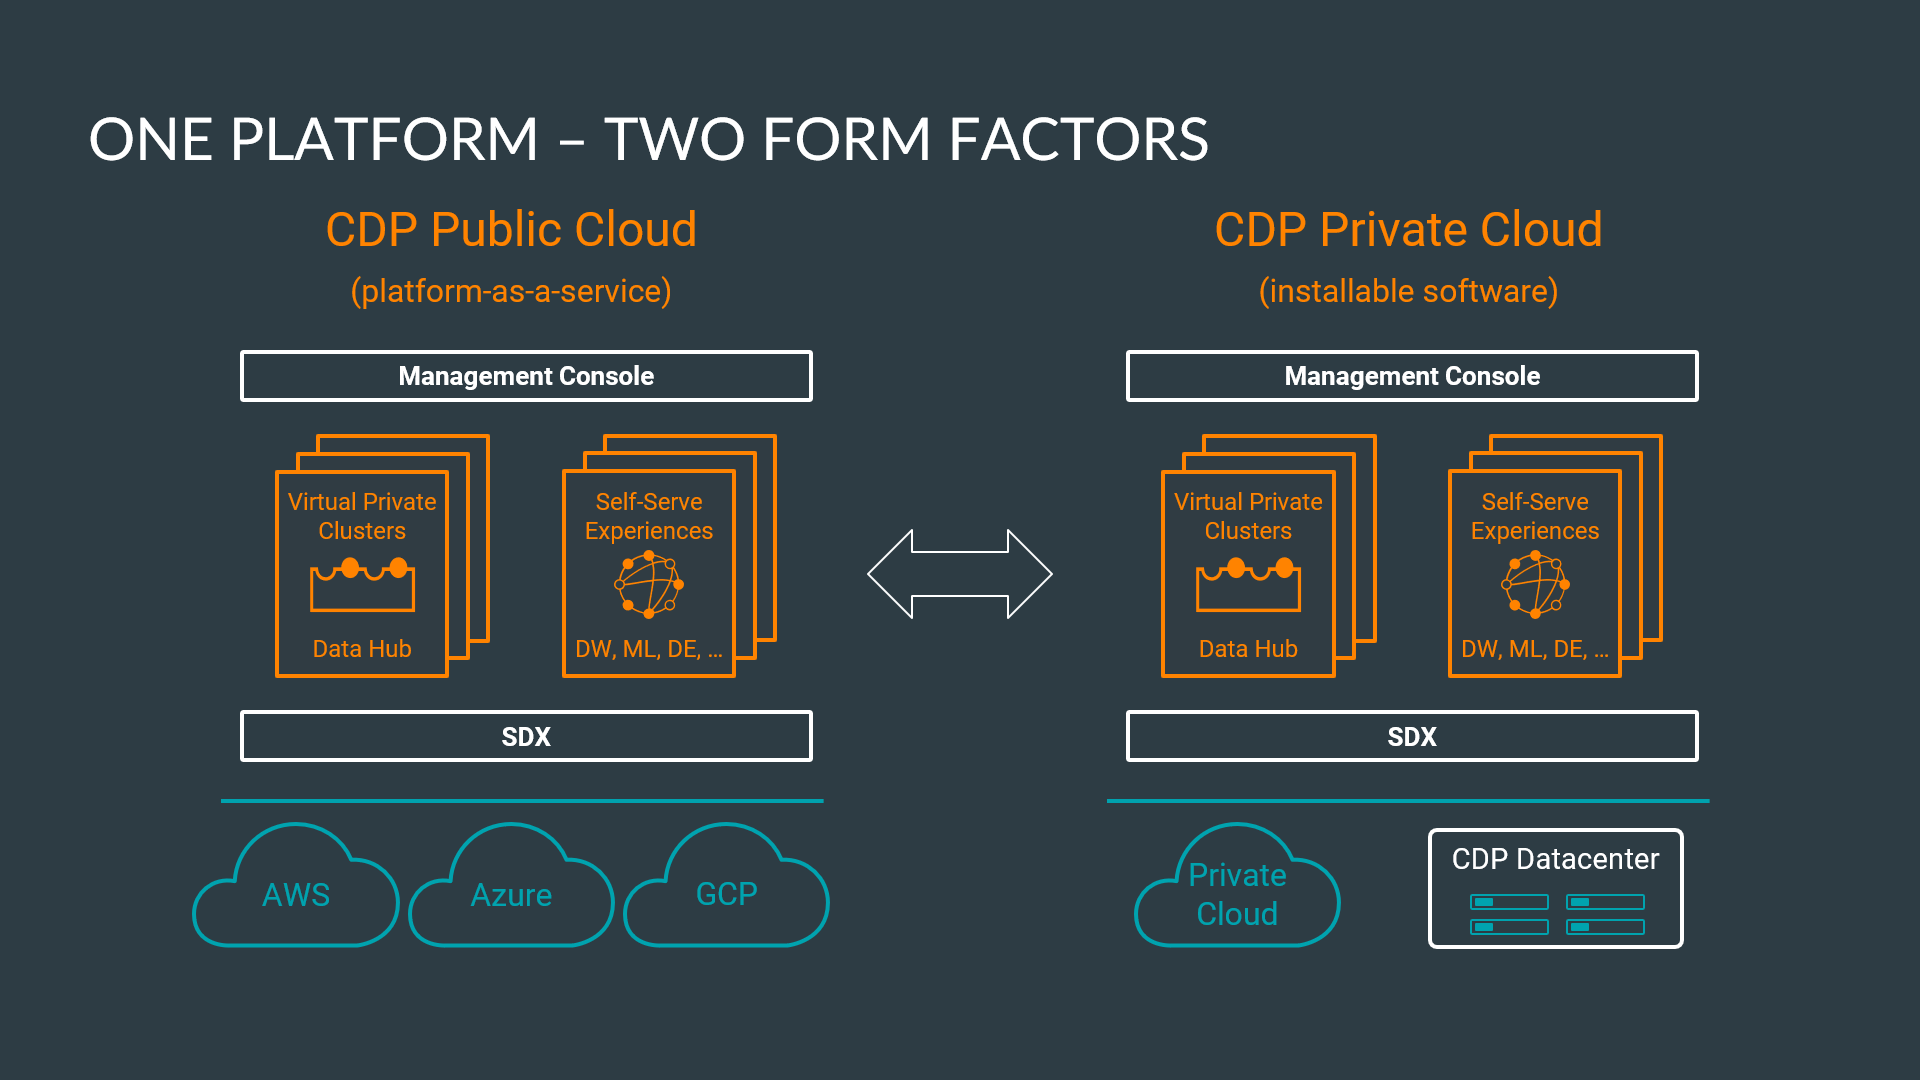 ONE PLATFORM – TWO FORM FACTORS
CDP Public Cloud
(platform-as-a-service)
Management Console
Virtual Private
Clusters
Data Hub
Self-Serve
Experiences
DW, ML, DE, ...
SDX
AWS
Azure
GCP
CDP Private Cloud
(installable software)
Management Console
Virtual Private
Clusters
Data Hub
Self-Serve
Experiences
DW, ML, DE, ...
SDX
Private
Cloud
CDP Datacenter